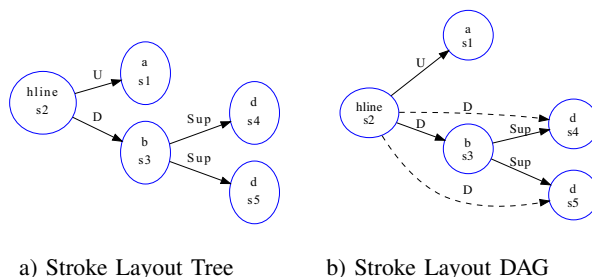 a
s1
U
hline
s2
D
b
s3
Sup
d
s4
Sup
d
s5
a) Stroke Layout Tree
a
s1
U
hline
s2
D
D
b
s3
Sup
d
s4
Sup
D
d
s5
b) Stroke Layout DAG